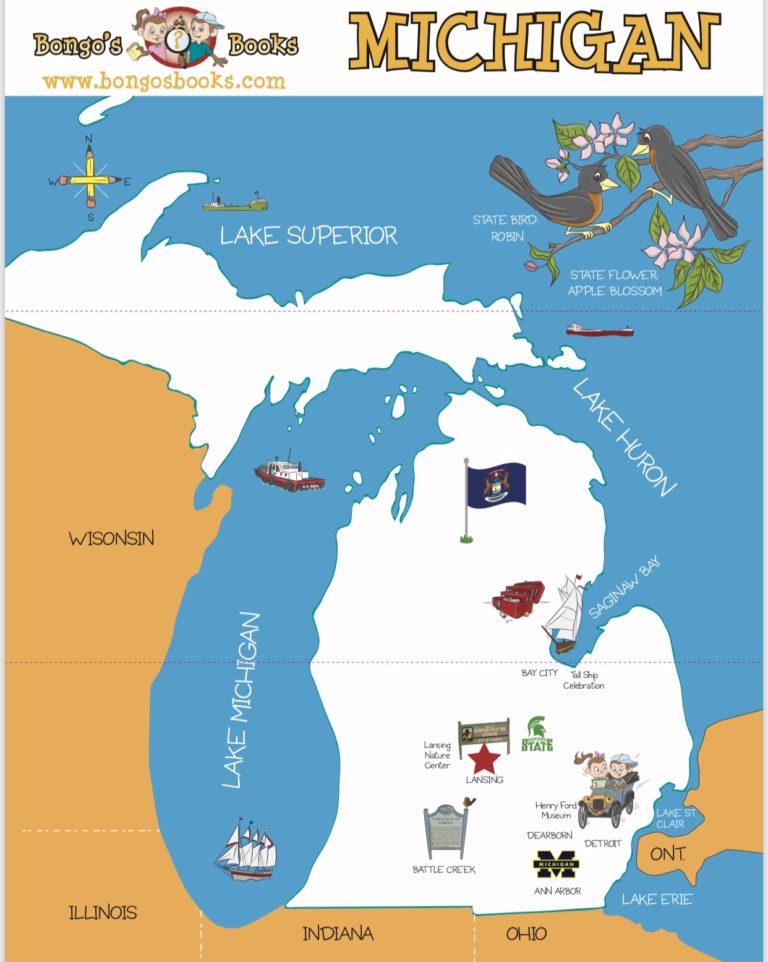 Bongo's Books
www.bongosbooks.com
MICHIGAN
N
W E
S
LAKE SUPERIOR
STATE BIRD,
ROBIN
STATE FLOWER,
APPLE BLOSSOM
LAKE HURON
WISONSIN
SAGINAW BAY
LAKE MICHIGAN
BAY CITY
Tall Ship
Celebration
Lansing
Nature
Center
LANSING
STATE
Henry Ford
Museum
DEARBORN
DETROIT
LAKE ST.
CLAIR
ONT.
BATTLE CREEK
MICHIGAN
ANN ARBOR
LAKE ERIE
ILLINOIS
INDIANA
OHIO